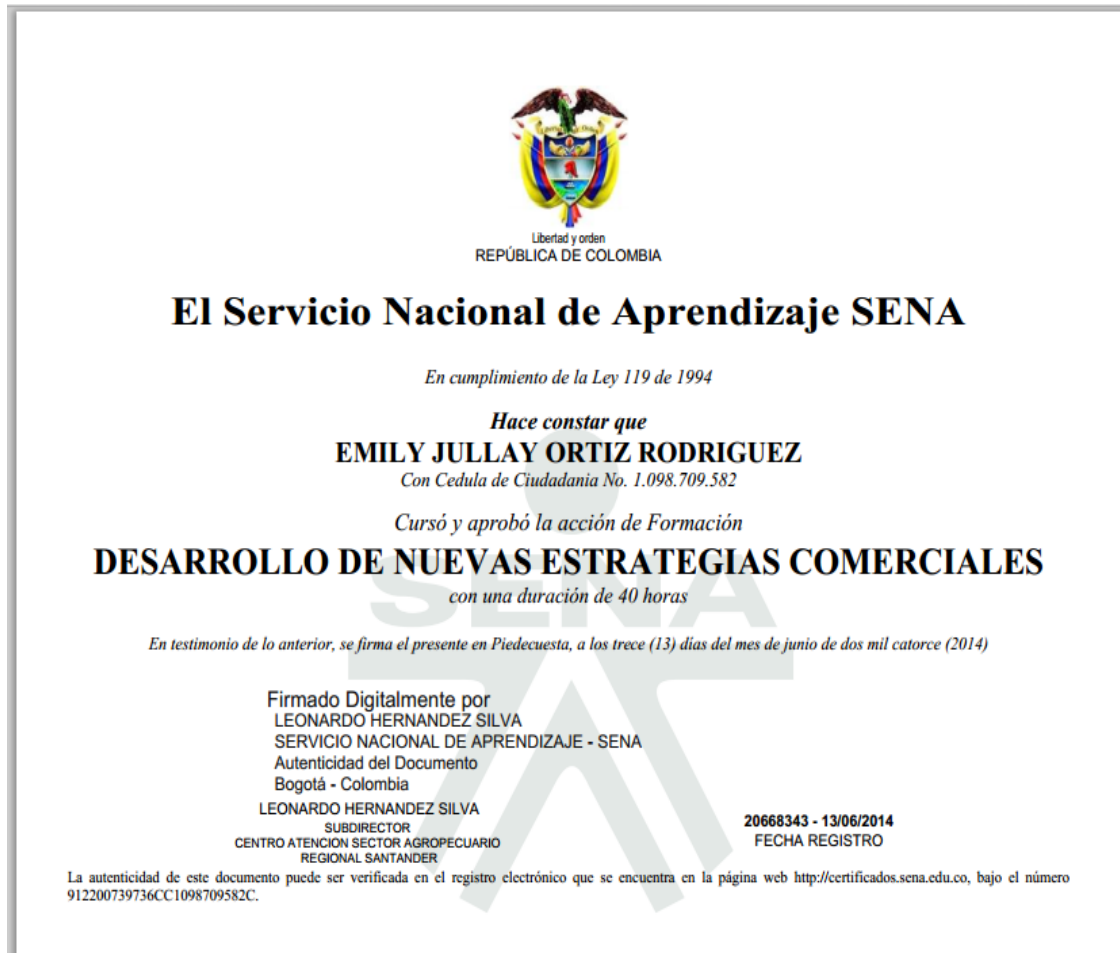 Libertad y orden
REPÚBLICA DE COLOMBIA
El Servicio Nacional de Aprendizaje SENA
En cumplimiento de la Ley 119 de 1994
Hace constar que
EMILY JULLAY ORTIZ RODRIGUEZ
Con Cedula de Ciudadania No. 1.098.709.582
Cursó y aprobó la acción de Formación
DESARROLLO DE NUEVAS ESTRATEGIAS COMERCIALES
SENA
con una duración de 40 horas
En testimonio de lo anterior, se firma el presente en Piedecuesta, a los trece (13) días del mes de junio de dos mil catorce (2014)
Firmado Digitalmente por
LEONARDO HERNANDEZ SILVA
SERVICIO NACIONAL DE APRENDIZAJE - SENA
Autenticidad del Documento
Bogotá - Colombia
LEONARDO HERNANDEZ SILVA
SUBDIRECTOR
CENTRO ATENCION SECTOR AGROPECUARIO
REGIONAL SANTANDER
20668343 - 13/06/2014
FECHA REGISTRO
La autenticidad de este documento puede ser verificada en el registro electrónico que se encuentra en la página web http://certificados.sena.edu.co, bajo el número
912200739736CC1098709582C.